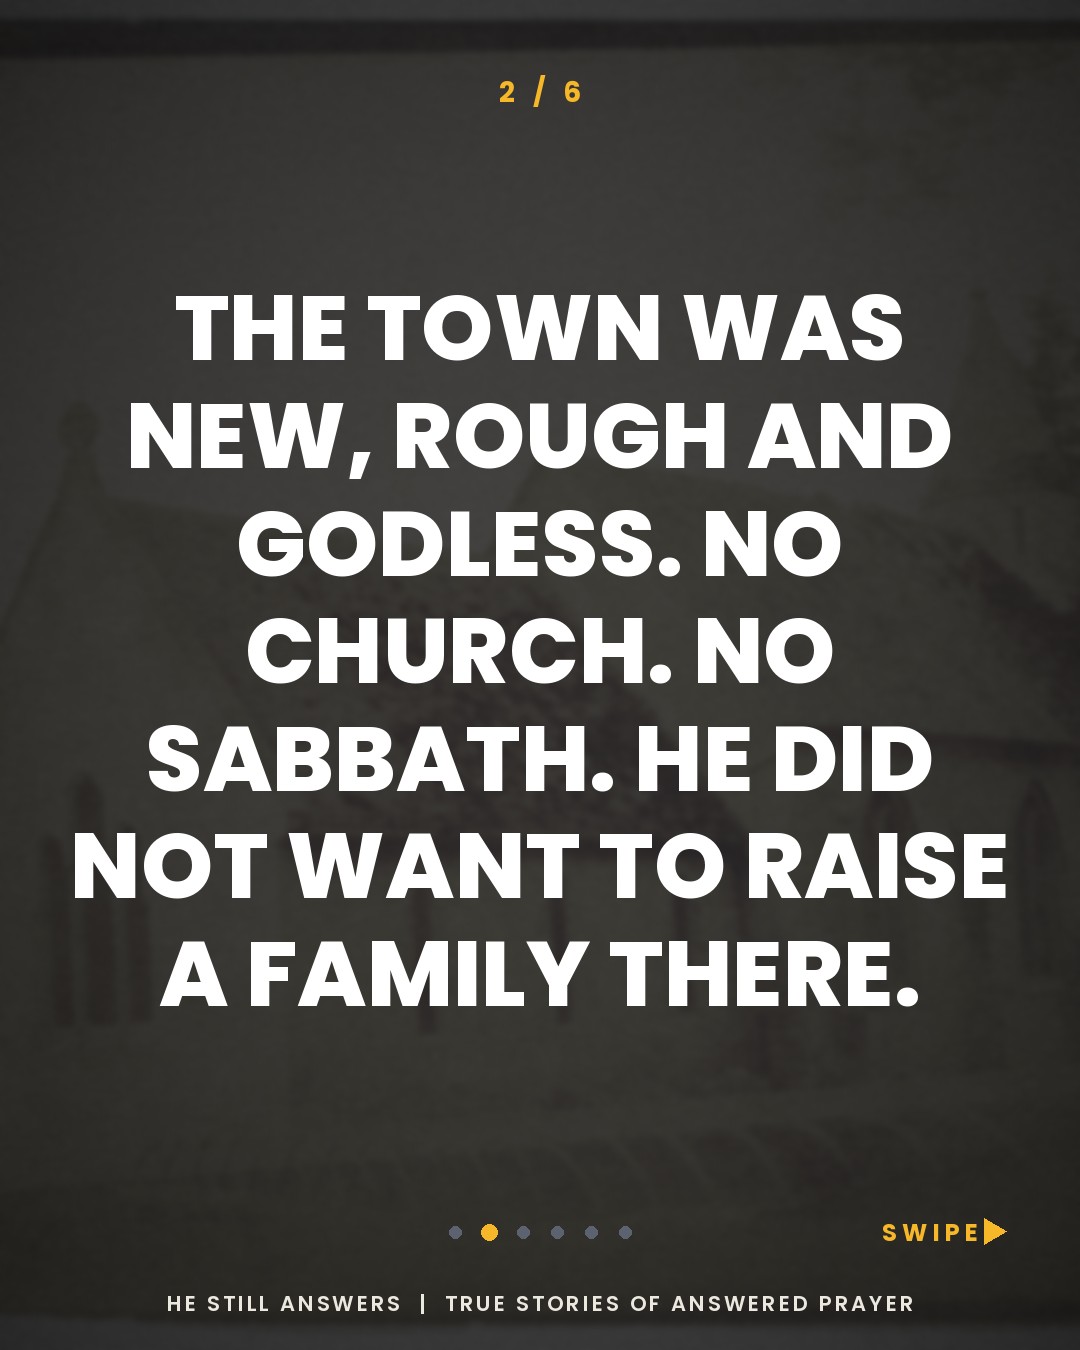 2 / 6
THE TOWN WAS
NEW, ROUGH AND
GODLESS. NO
CHURCH. NO
SABBATH. HE DID
NOT WANT TO RAISE
A FAMILY THERE.
SWIPE
HE STILL ANSWERS | TRUE STORIES OF ANSWERED PRAYER